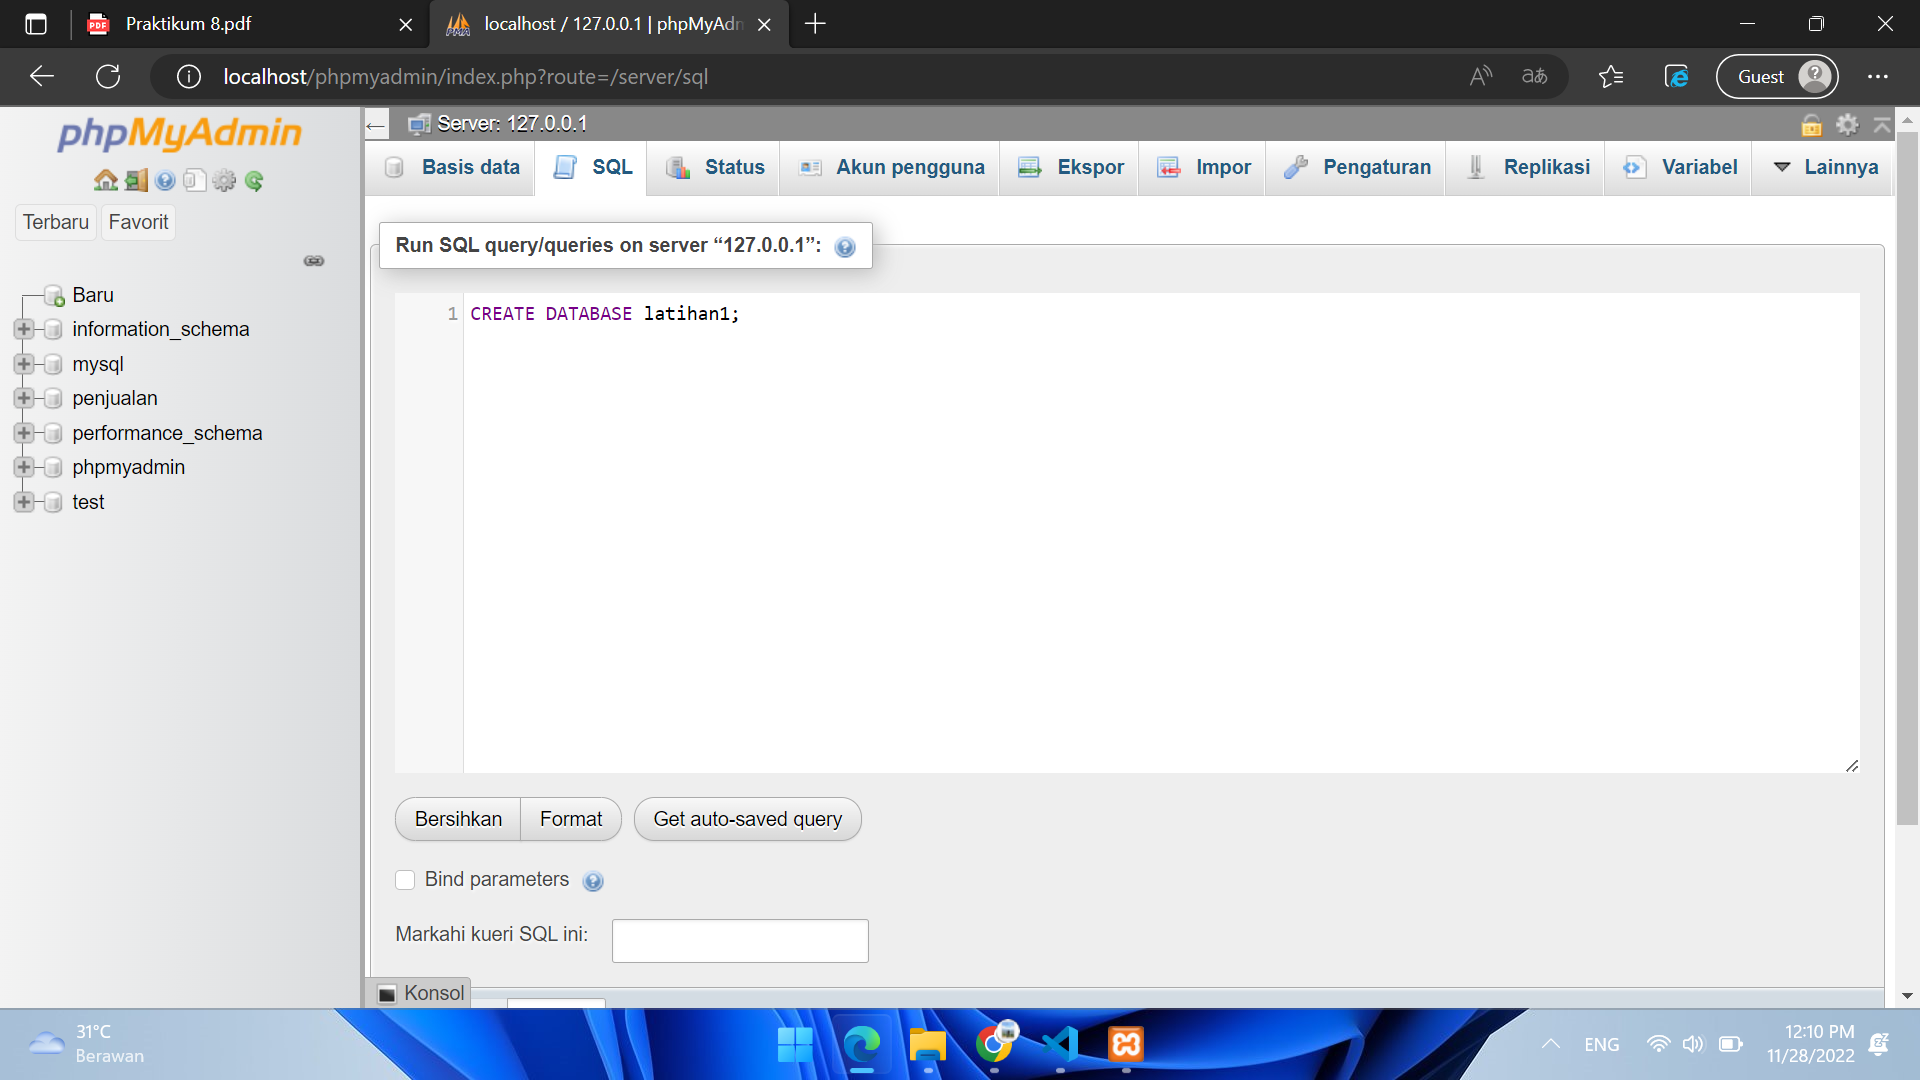 Praktikum 8.pdf
localhost / 127.0.0.1 | phpMyAdn
localhost/phpmyadmin/index.php?route=/server/sql
Guest
phpMyAdmin
Terbaru Favorit
Baru
information_schema
mysql
penjualan
performance_schema
phpmyadmin
test
Server: 127.0.0.1
Basis data SQL Status Akun pengguna Ekspor Impor Pengaturan Replikasi Variabel Lainnya
Run SQL query/queries on server “127.0.0.1”:
1 CREATE DATABASE latihan1;
Bersihkan Format Get auto-saved query
Bind parameters
Markahi kueri SQL ini:
Konsol
31°C
Berawan
ENG
12:10 PM
11/28/2022